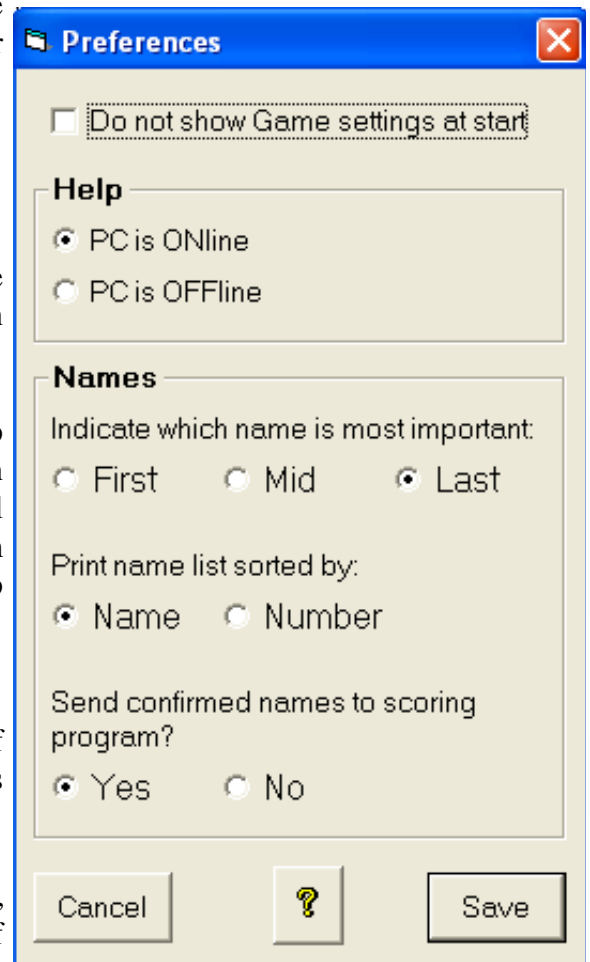 Preferences
Do not show Game settings at start
Help
PC is ONline
PC is OFFline
Names
Indicate which name is most important:
First Mid Last
Print name list sorted by:
Name Number
Send confirmed names to scoring
program?
Yes No
Cancel ? Save